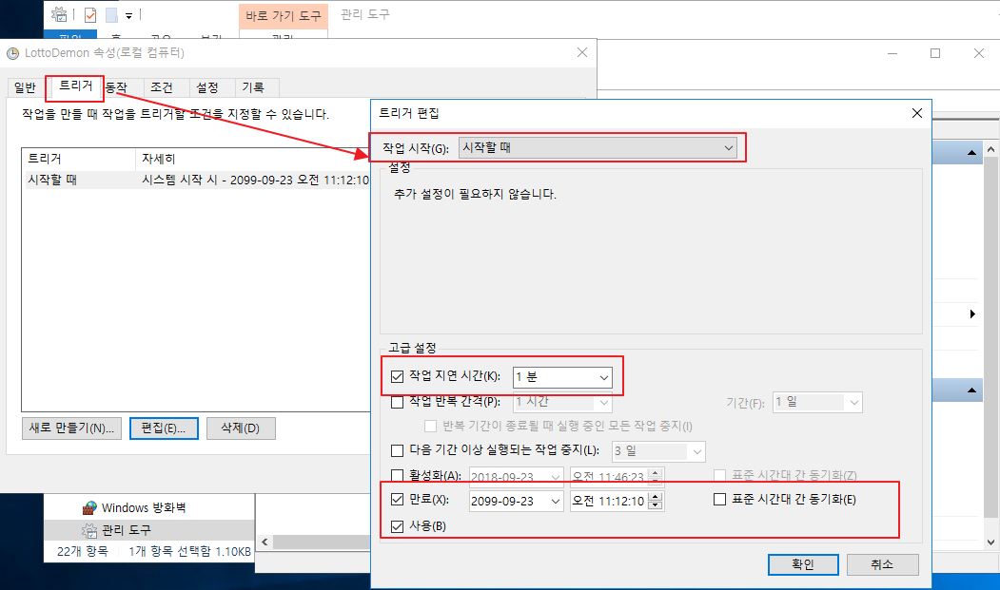 바로 가기 도구
관리 도구
LottoDemon 속성(로컬 컴퓨터)
일반 트리거 동작 조건 설정 기록
작업을 만들 때 작업을 트리거할 조건을 지정할 수 있습니다.
트리거 자세히
시작할 때 시스템 시작 시 - 2099-09-23 오전 11:12:10
새로 만들기(N)... 편집(E)... 삭제(D)
트리거 편집
작업 시작(G): 시작할 때
설정
추가 설정이 필요하지 않습니다.
고급 설정
작업 지연 시간(K): 1 분
작업 반복 간격(P): 1 시간 기간(F): 1 일
반복 기간이 종료될 때 실행 중인 모든 작업 중지(I)
다음 기간 이상 실행되는 작업 중지(L): 3 일
활성화(A): 2018-09-23 오전 11:46:23 표준 시간대 간 동기화(Z)
만료(X): 2099-09-23 오전 11:12:10 표준 시간대 간 동기화(E)
사용(B)
확인 취소
Windows 방화벽
관리 도구
22개 항목 1개 항목 선택함 1.10KB